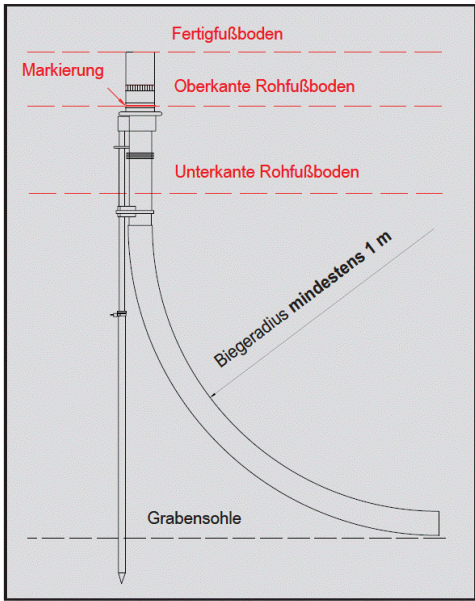 Fertigfußboden
Markierung
Oberkante Rohfußboden
Unterkante Rohfußboden
Biegeradius mindestens 1 m
Grabensohle